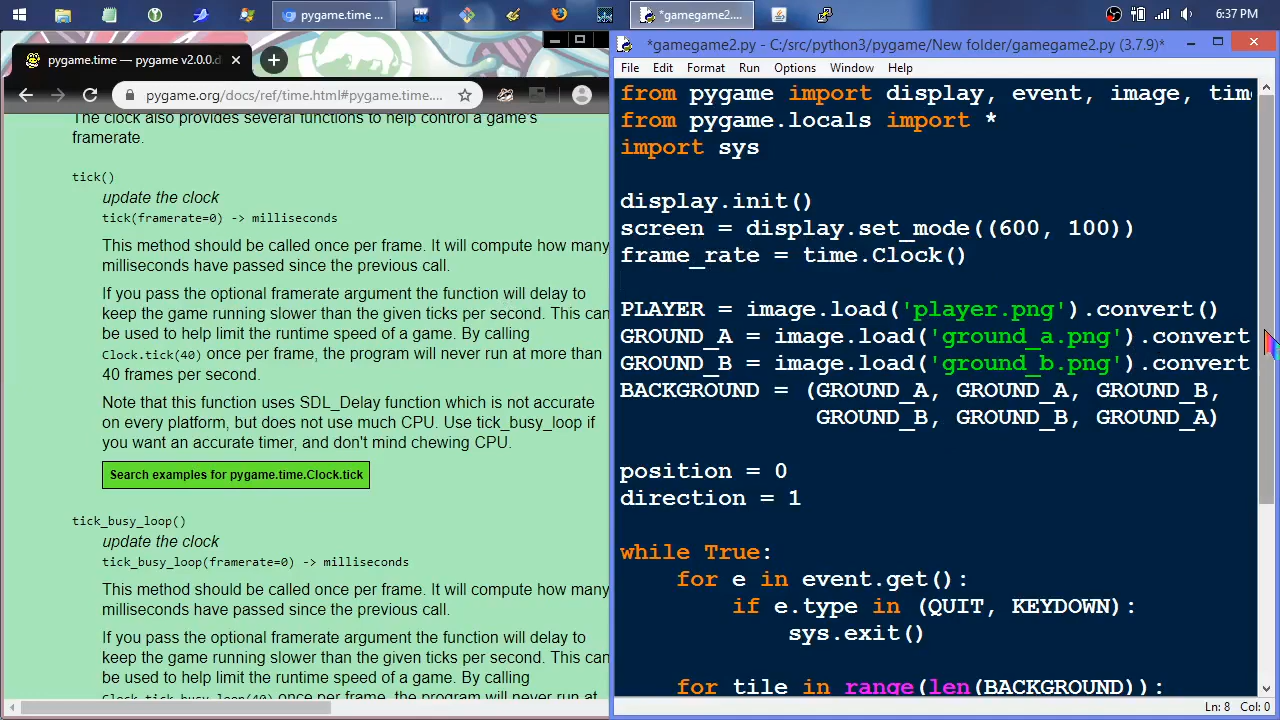 pygame.time ...
*gamegame2....
6:37 PM
pygame.time — pygame v2.0.0.d
pygame.org/docs/ref/time.html#pygame.time....
The clock also provides several functions to help control a game's
framerate.
tick()
update the clock
tick(framerate=0) -> milliseconds
This method should be called once per frame. It will compute how many
milliseconds have passed since the previous call.
If you pass the optional framerate argument the function will delay to
keep the game running slower than the given ticks per second. This can
be used to help limit the runtime speed of a game. By calling
Clock.tick(40) once per frame, the program will never run at more than
40 frames per second.
Note that this function uses SDL_Delay function which is not accurate
on every platform, but does not use much CPU. Use tick_busy_loop if
you want an accurate timer, and don't mind chewing CPU.
Search examples for pygame.time.Clock.tick
tick_busy_loop()
update the clock
tick_busy_loop(framerate=0) -> milliseconds
This method should be called once per frame. It will compute how many
milliseconds have passed since the previous call.
If you pass the optional framerate argument the function will delay to
keep the game running slower than the given ticks per second. This can
be used to help limit the runtime speed of a game. By calling
Clock.tick_busy_loop(40) once per frame, the program will never run at
*gamegame2.py - C:/src/python3/pygame/New folder/gamegame2.py (3.7.9)*
File Edit Format Run Options Window Help
from pygame import display, event, image, tim
from pygame.locals import *
import sys
display.init()
screen = display.set_mode((600, 100))
frame_rate = time.Clock()
PLAYER = image.load('player.png').convert()
GROUND_A = image.load('ground_a.png').convert
GROUND_B = image.load('ground_b.png').convert
BACKGROUND = (GROUND_A, GROUND_A, GROUND_B,
GROUND_B, GROUND_B, GROUND_A)
position = 0
direction = 1
while True:
for e in event.get():
if e.type in (QUIT, KEYDOWN):
sys.exit()
for tile in range(len(BACKGROUND)):
Ln: 8 Col: 0